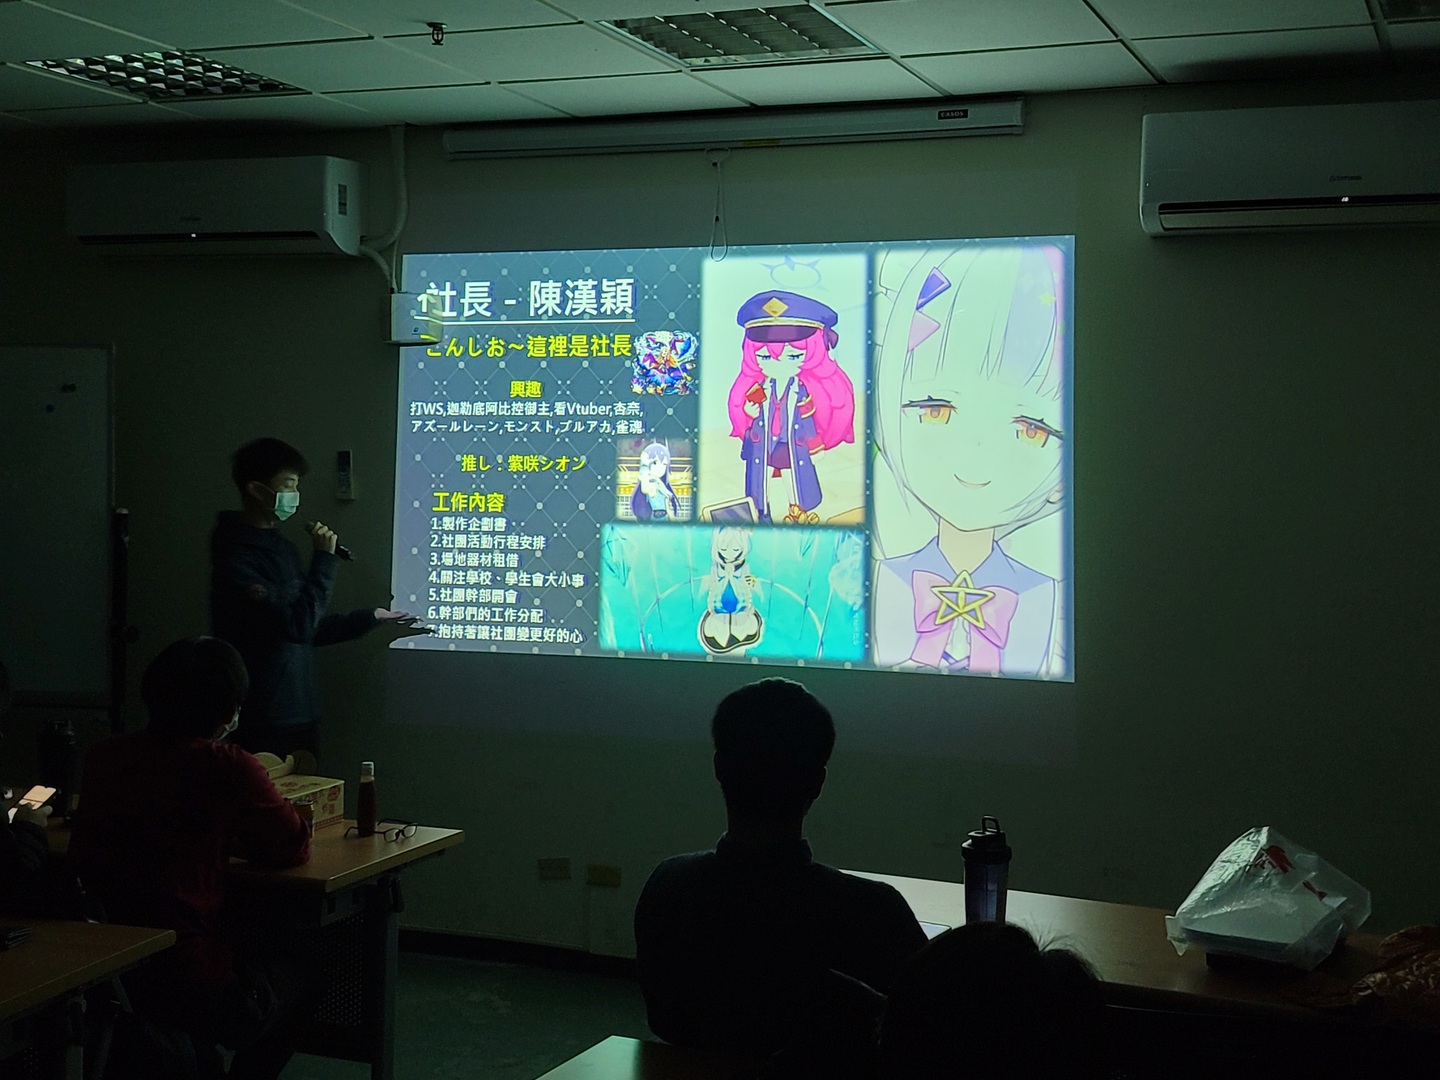 社長 - 陳漢穎
こんしお～這裡是社長
興趣
打WS,迦勒底阿比控御主,看Vtuber,杏奈,
アズールレーン,モンスト,ブルアカ,雀魂
推し：紫咲シオン
工作內容
1.製作企劃書
2.社團活動行程安排
3.場地器材租借
4.關注學校、學生會大小事
5.社團幹部開會
6.幹部們的工作分配
7.抱持著讓社團變更好的心
CASOS